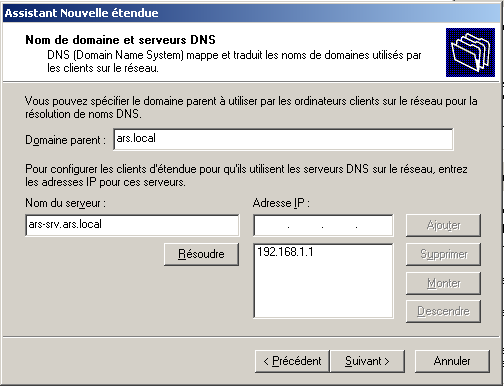 Assistant Nouvelle étendue
Nom de domaine et serveurs DNS
DNS (Domain Name System) mappe et traduit les noms de domaines utilisés par
les clients sur le réseau.
Vous pouvez spécifier le domaine parent à utiliser par les ordinateurs clients sur le réseau pour la
résolution de noms DNS.
Domaine parent : ars.local
Pour configurer les clients d'étendue pour qu'ils utilisent les serveurs DNS sur le réseau, entrez
les adresses IP pour ces serveurs.
Nom du serveur : Adresse IP :
ars-srv.ars.local . . . Ajouter
Résoudre 192.168.1.1 Supprimer
Monter
Descendre
< Précédent Suivant > Annuler